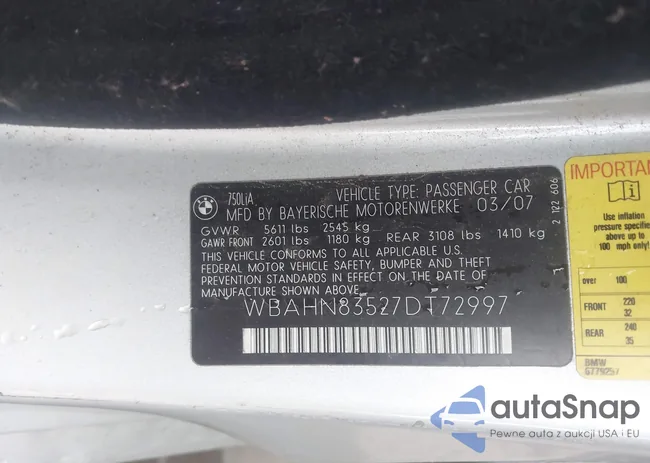 750LiA
VEHICLE TYPE: PASSENGER CAR
MFD BY BAYERISCHE MOTORENWERKE 03/07
GVWR 5611 lbs 2545 kg
GAWR FRONT 2601 lbs 1180 kg REAR 3108 lbs 1410 kg
THIS VEHICLE CONFORMS TO ALL APPLICABLE U.S.
FEDERAL MOTOR VEHICLE SAFETY, BUMPER AND THEFT
PREVENTION STANDARDS IN EFFECT ON THE DATE OF
MANUFACTURE SHOWN ABOVE.
WBAHN83527DT72997
2 122 606
IMPORTAN
Use inflation
pressure specified
above for
100 mph only!
over 100
FRONT 220
32
REAR 240
35
BMW
6779257
autoSnap
Pewne auta z aukcji USA i EU